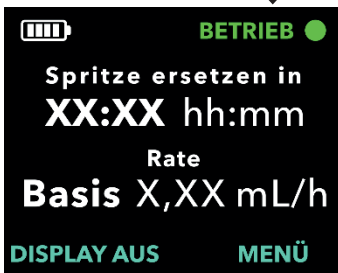 BETRIEB
Spritze ersetzen in
XX:XX hh:mm
Rate
Basis X,XX mL/h
DISPLAY AUS MENÜ